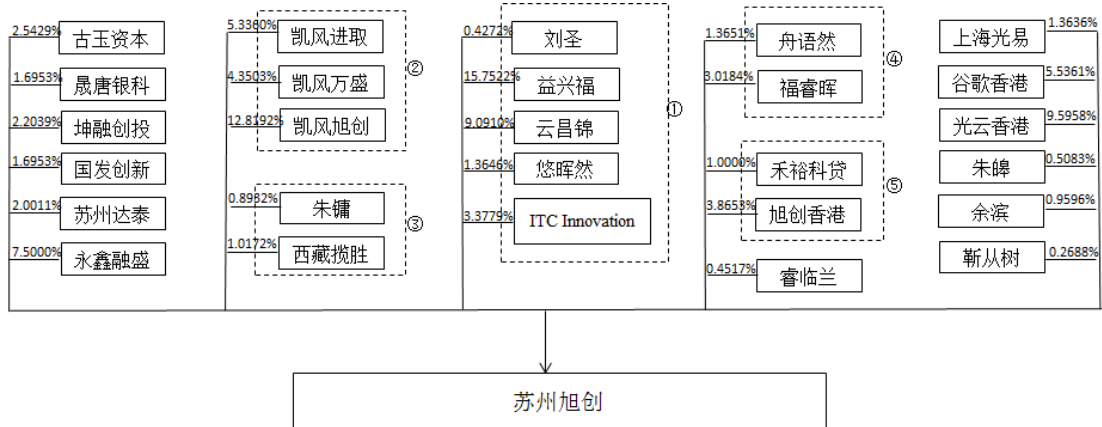 2.5429% 古玉资本
1.6953% 晟唐银科
2.2039% 坤融创投
1.6953% 国发创新
2.0011% 苏州达泰
7.5000% 永鑫融盛
5.3360% 凯风进取
4.3503% 凯风万盛
12.8192% 凯风旭创
②
0.8932% 朱镛
1.0172% 西藏揽胜
③
0.4272% 刘圣
15.7522% 益兴福
9.0910% 云昌锦
1.3646% 悠晖然
3.3779% ITC Innovation
①
1.3651% 舟语然
3.0184% 福睿晖
④
1.0000% 禾裕科贷
3.8653% 旭创香港
⑤
0.4517% 睿临兰
上海光易 1.3636%
谷歌香港 5.5361%
光云香港 9.5958%
朱皞 0.5083%
余滨 0.9596%
靳从树 0.2688%
苏州旭创